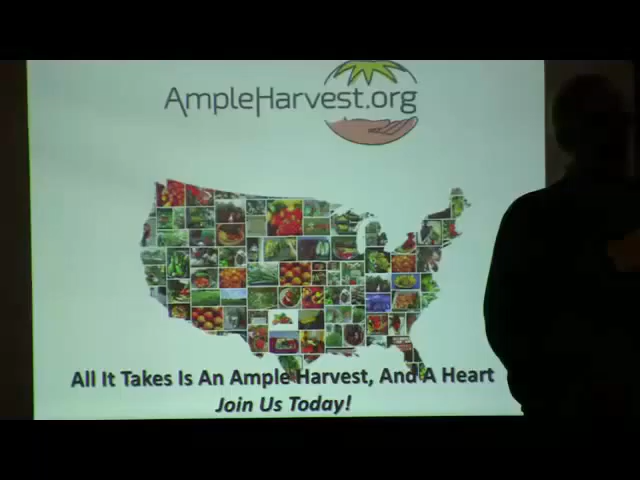 AmpleHarvest.org
All It Takes Is An Ample Harvest, And A Heart
Join Us Today!